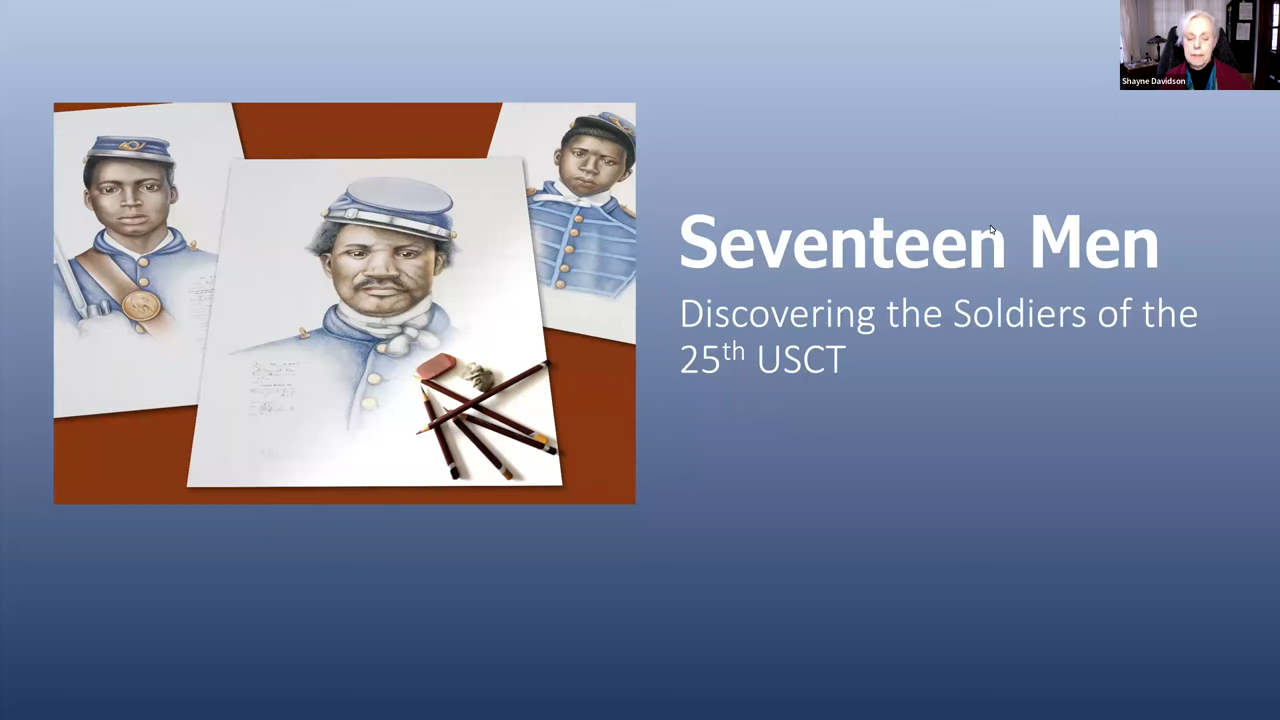 Shayne Davidson
Seventeen Men
Discovering the Soldiers of the
25th USCT